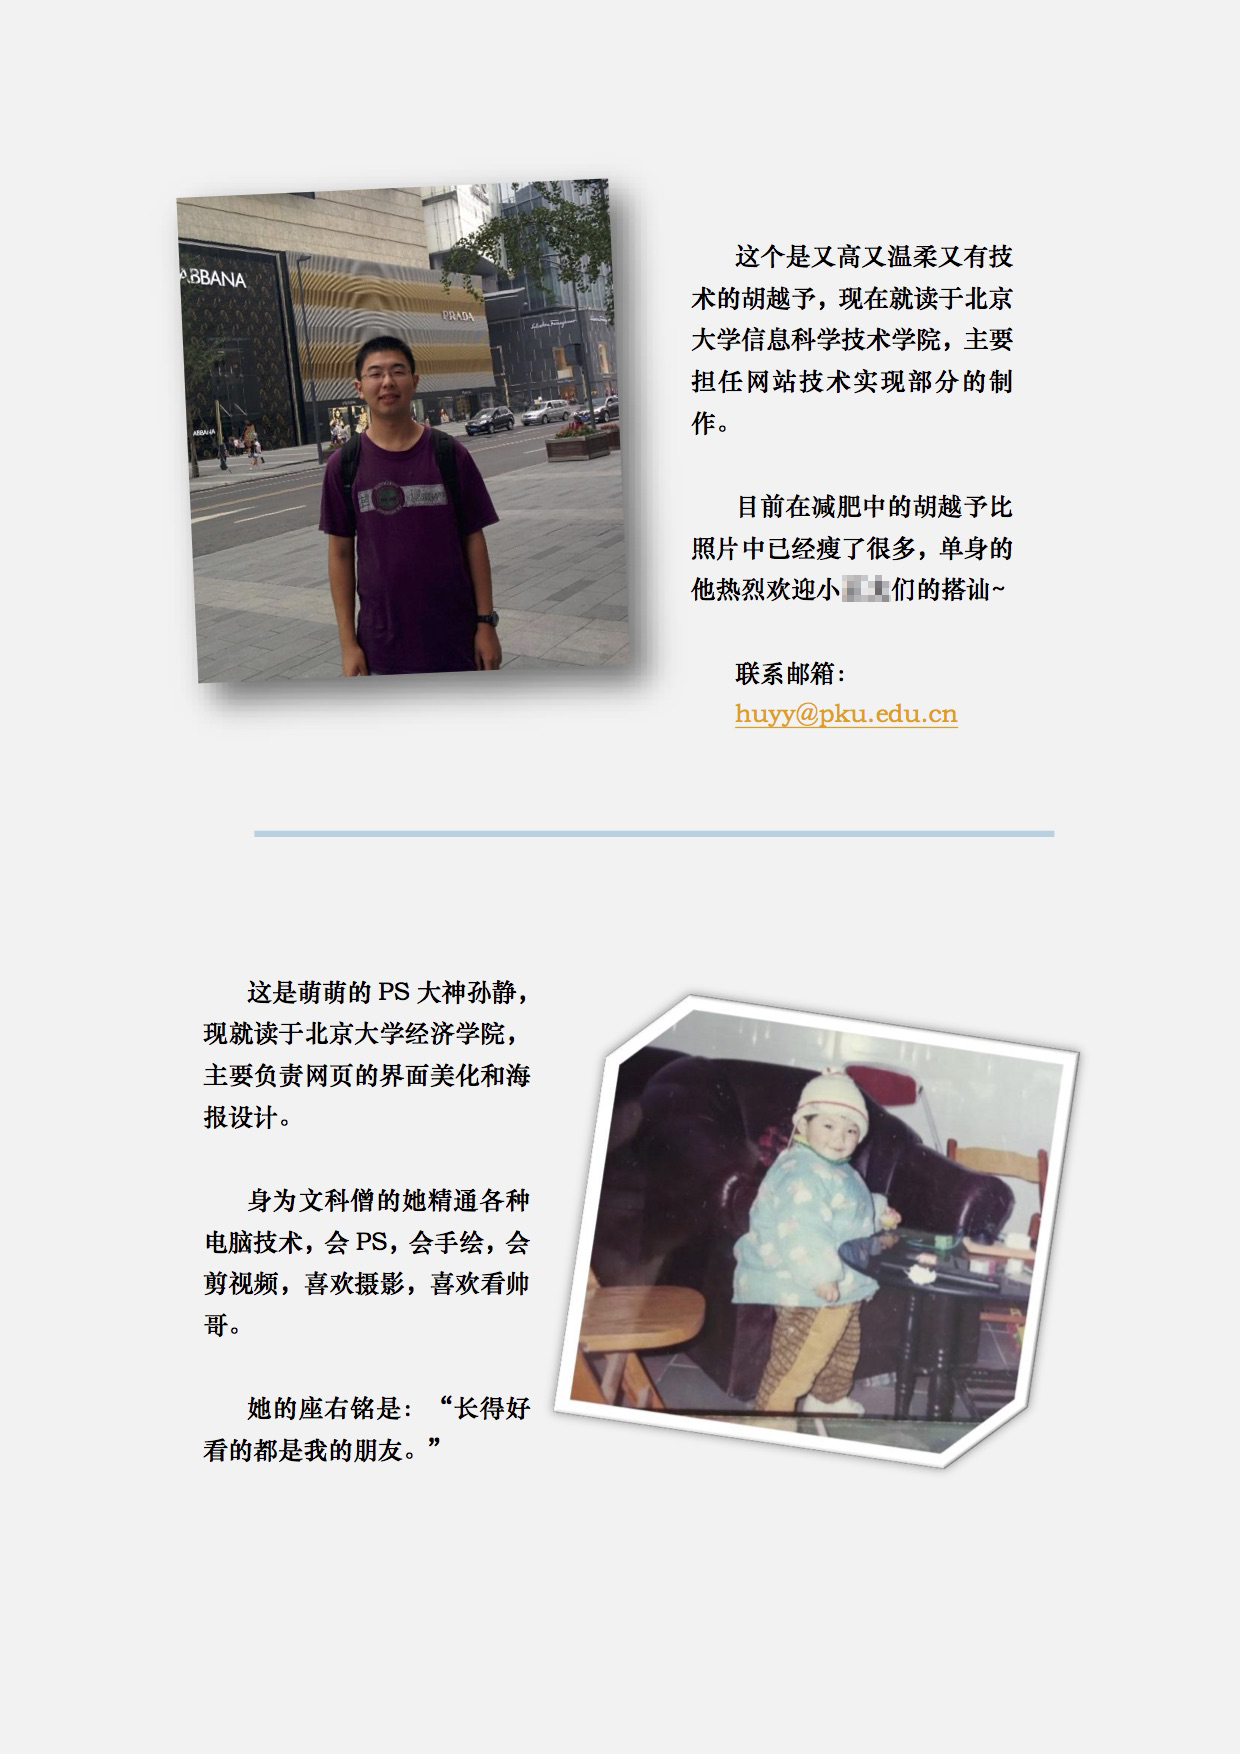 ABBANA
PRADA
Salvatore Ferragamo
ABBANA
这个是又高又温柔又有技
术的胡越予，现在就读于北京
大学信息科学技术学院，主要
担任网站技术实现部分的制
作。
目前在减肥中的胡越予比
照片中已经瘦了很多，单身的
他热烈欢迎小
们的搭讪~
联系邮箱：
huyy@pku.edu.cn
这是萌萌的 PS 大神孙静，
现就读于北京大学经济学院，
主要负责网页的界面美化和海
报设计。
身为文科僧的她精通各种
电脑技术，会 PS，会手绘，会
剪视频，喜欢摄影，喜欢看帅
哥。
她的座右铭是：“长得好
看的都是我的朋友。”